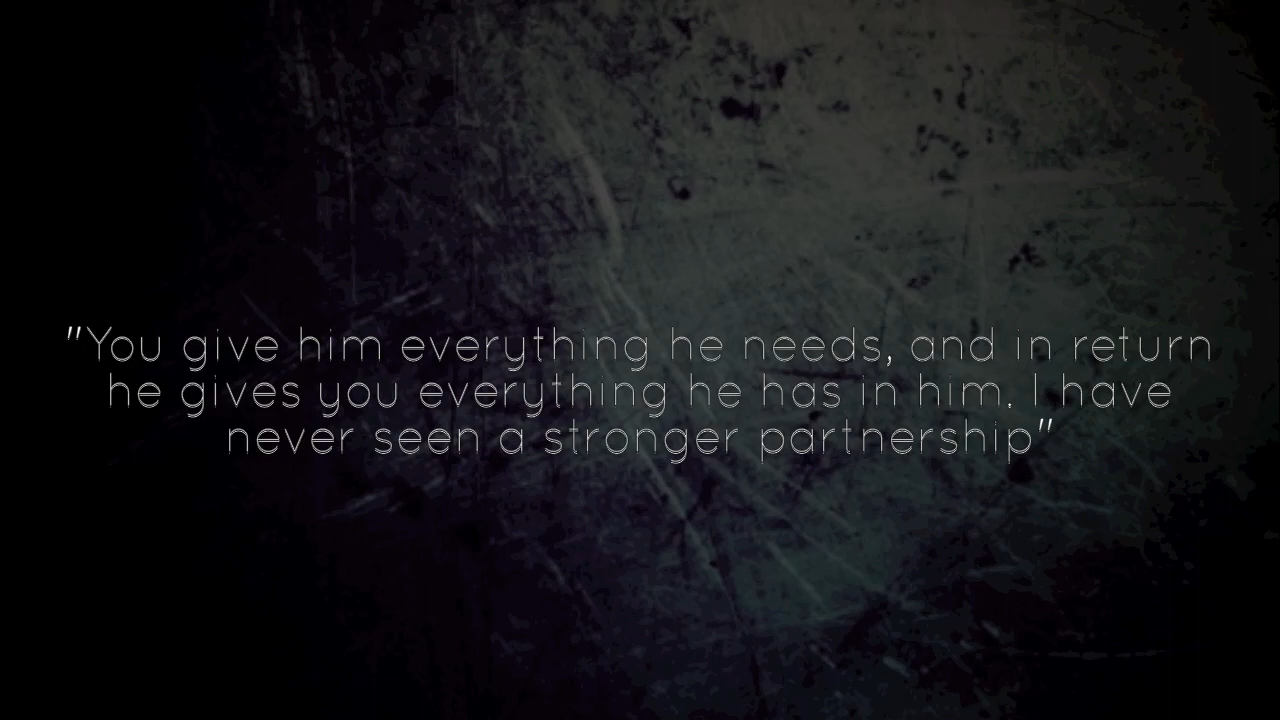 "You give him everything he needs, and in return
he gives you everything he has in him. I have
never seen a stronger partnership"